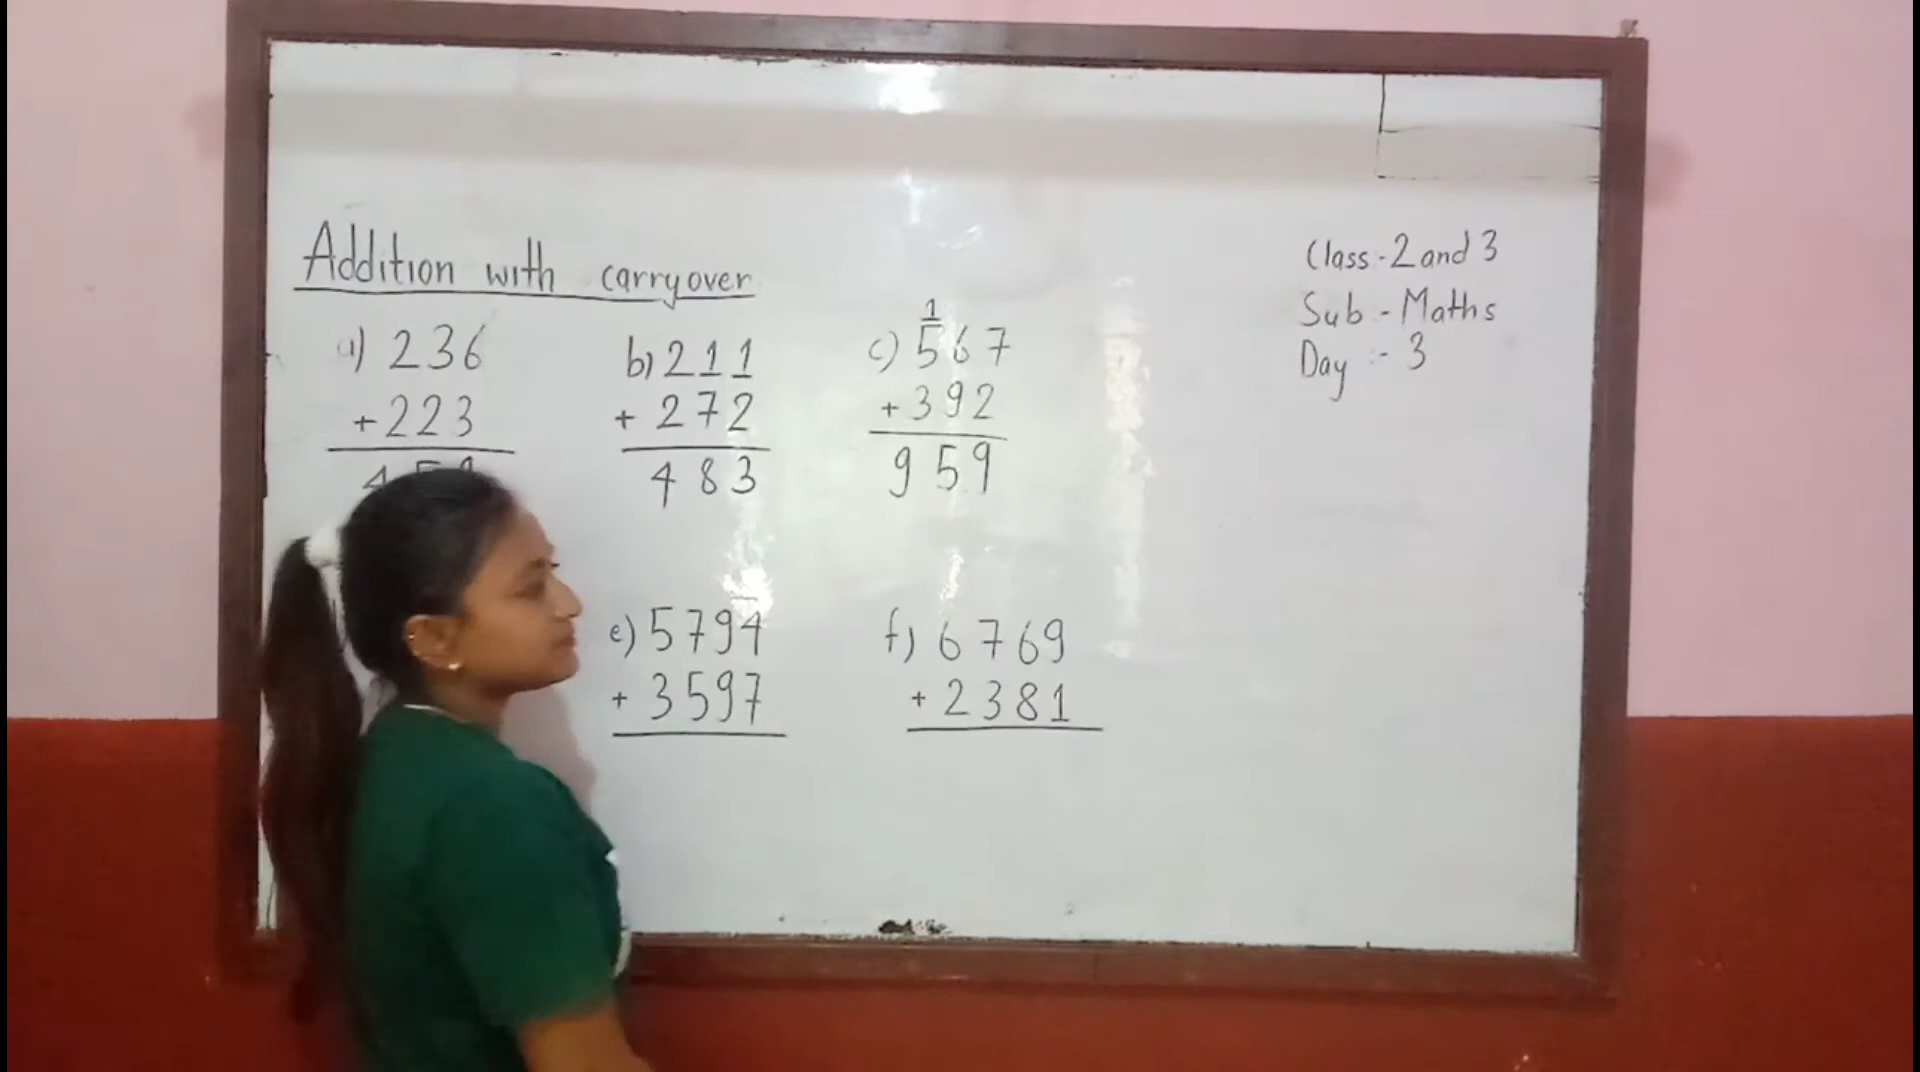 Addition with carryover
Class - 2 and 3
Sub - Maths
Day :- 3
a) 236
+ 223
459
b) 211
+ 272
483
1
c) 567
+ 392
959
e) 5794
+ 3597
f) 6769
+ 2381